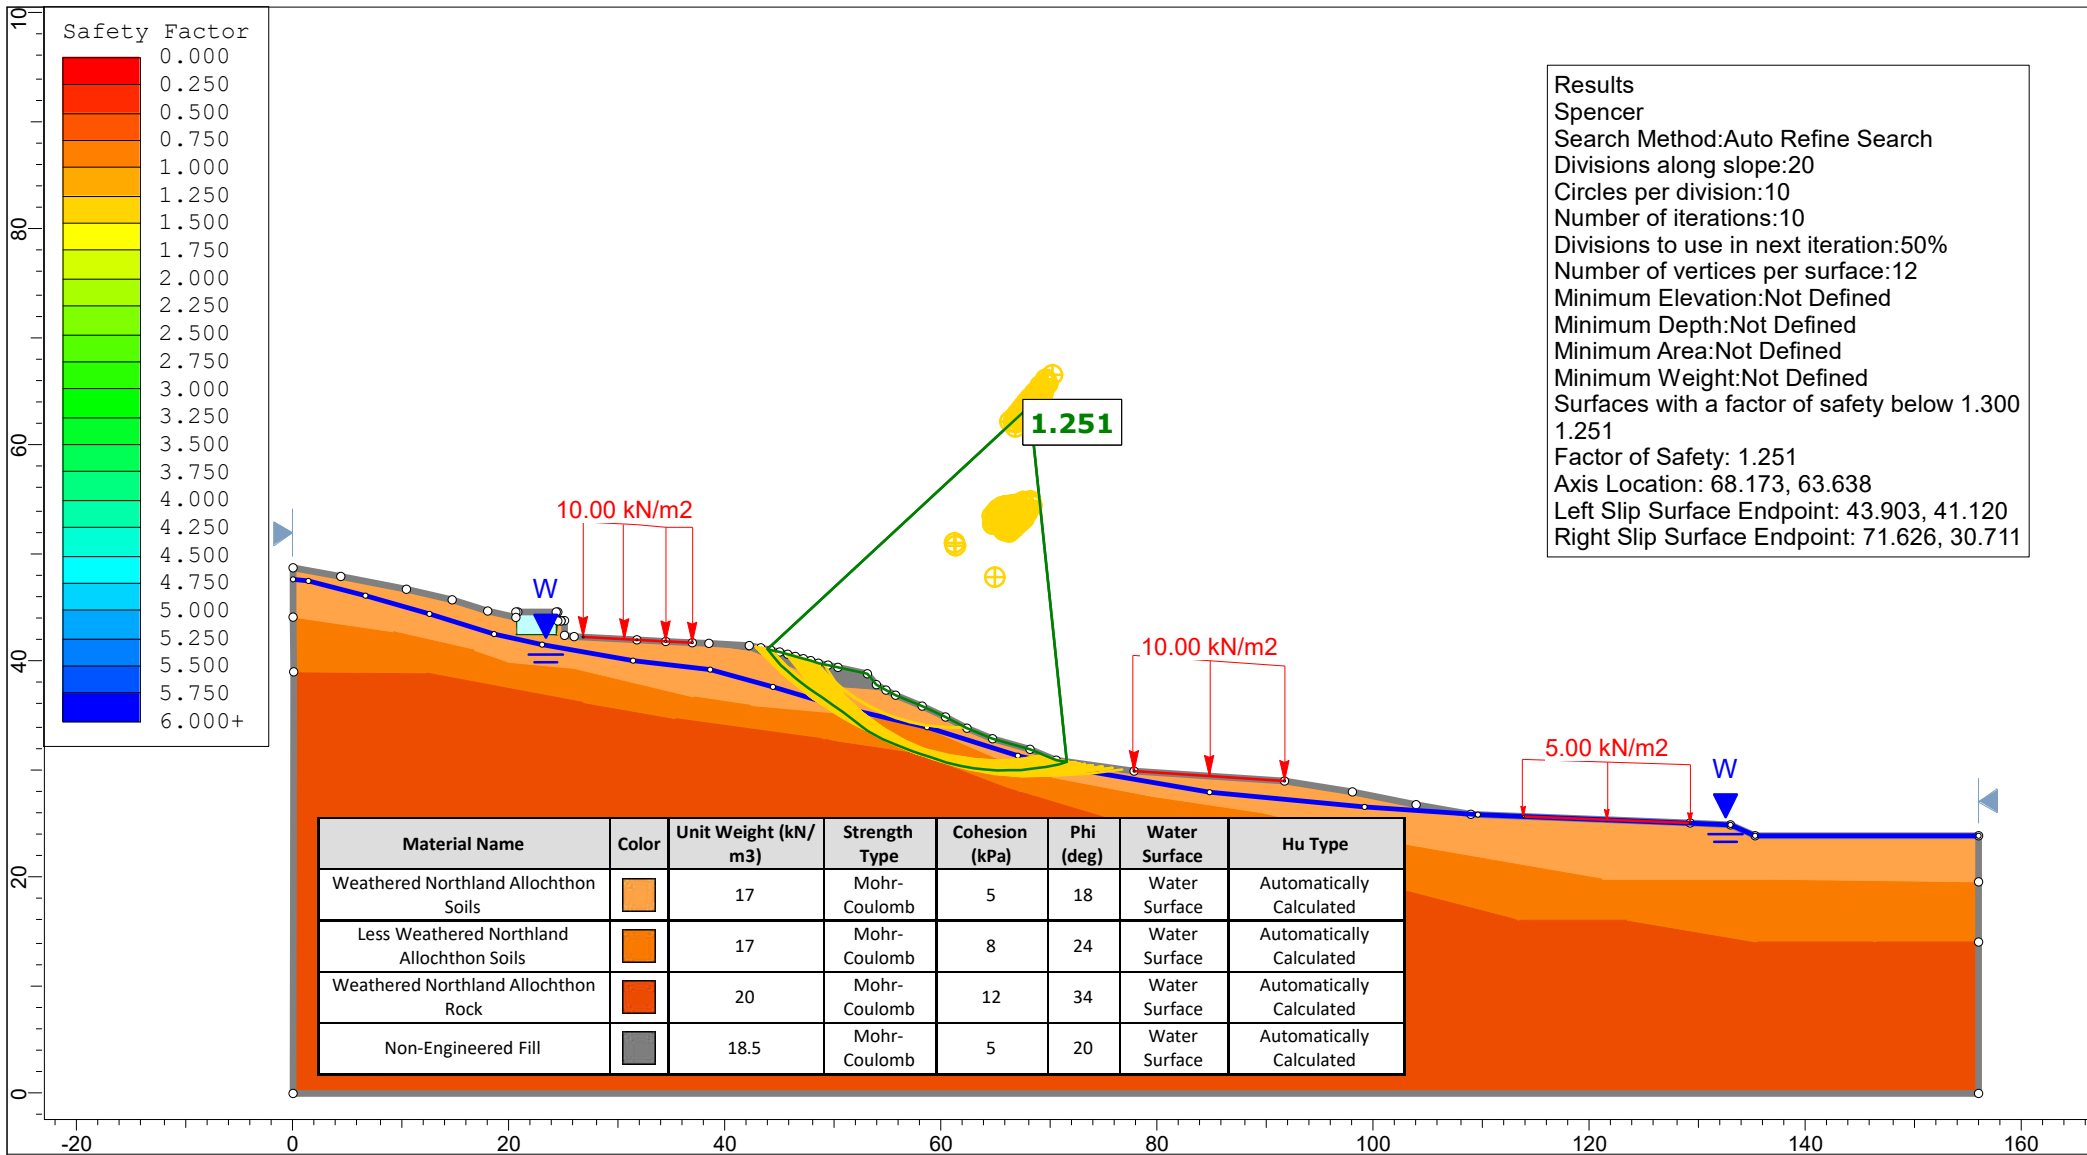 Safety Factor
0.000
0.250
0.500
0.750
1.000
1.250
1.500
1.750
2.000
2.250
2.500
2.750
3.000
3.250
3.500
3.750
4.000
4.250
4.500
4.750
5.000
5.250
5.500
5.750
6.000+
Results
Spencer
Search Method:Auto Refine Search
Divisions along slope:20
Circles per division:10
Number of iterations:10
Divisions to use in next iteration:50%
Number of vertices per surface:12
Minimum Elevation:Not Defined
Minimum Depth:Not Defined
Minimum Area:Not Defined
Minimum Weight:Not Defined
Surfaces with a factor of safety below 1.300
1.251
Factor of Safety: 1.251
Axis Location: 68.173, 63.638
Left Slip Surface Endpoint: 43.903, 41.120
Right Slip Surface Endpoint: 71.626, 30.711
1.251
10.00 kN/m2
W
10.00 kN/m2
5.00 kN/m2
W
Material Name Color Unit Weight (kN/m3) Strength Type Cohesion (kPa) Phi (deg) Water Surface Hu Type
Weathered Northland Allochthon Soils 17 Mohr-Coulomb 5 18 Water Surface Automatically Calculated
Less Weathered Northland Allochthon Soils 17 Mohr-Coulomb 8 24 Water Surface Automatically Calculated
Weathered Northland Allochthon Rock 20 Mohr-Coulomb 12 34 Water Surface Automatically Calculated
Non-Engineered Fill 18.5 Mohr-Coulomb 5 20 Water Surface Automatically Calculated
80
60
40
20
0
-20 0 20 40 60 80 100 120 140 160